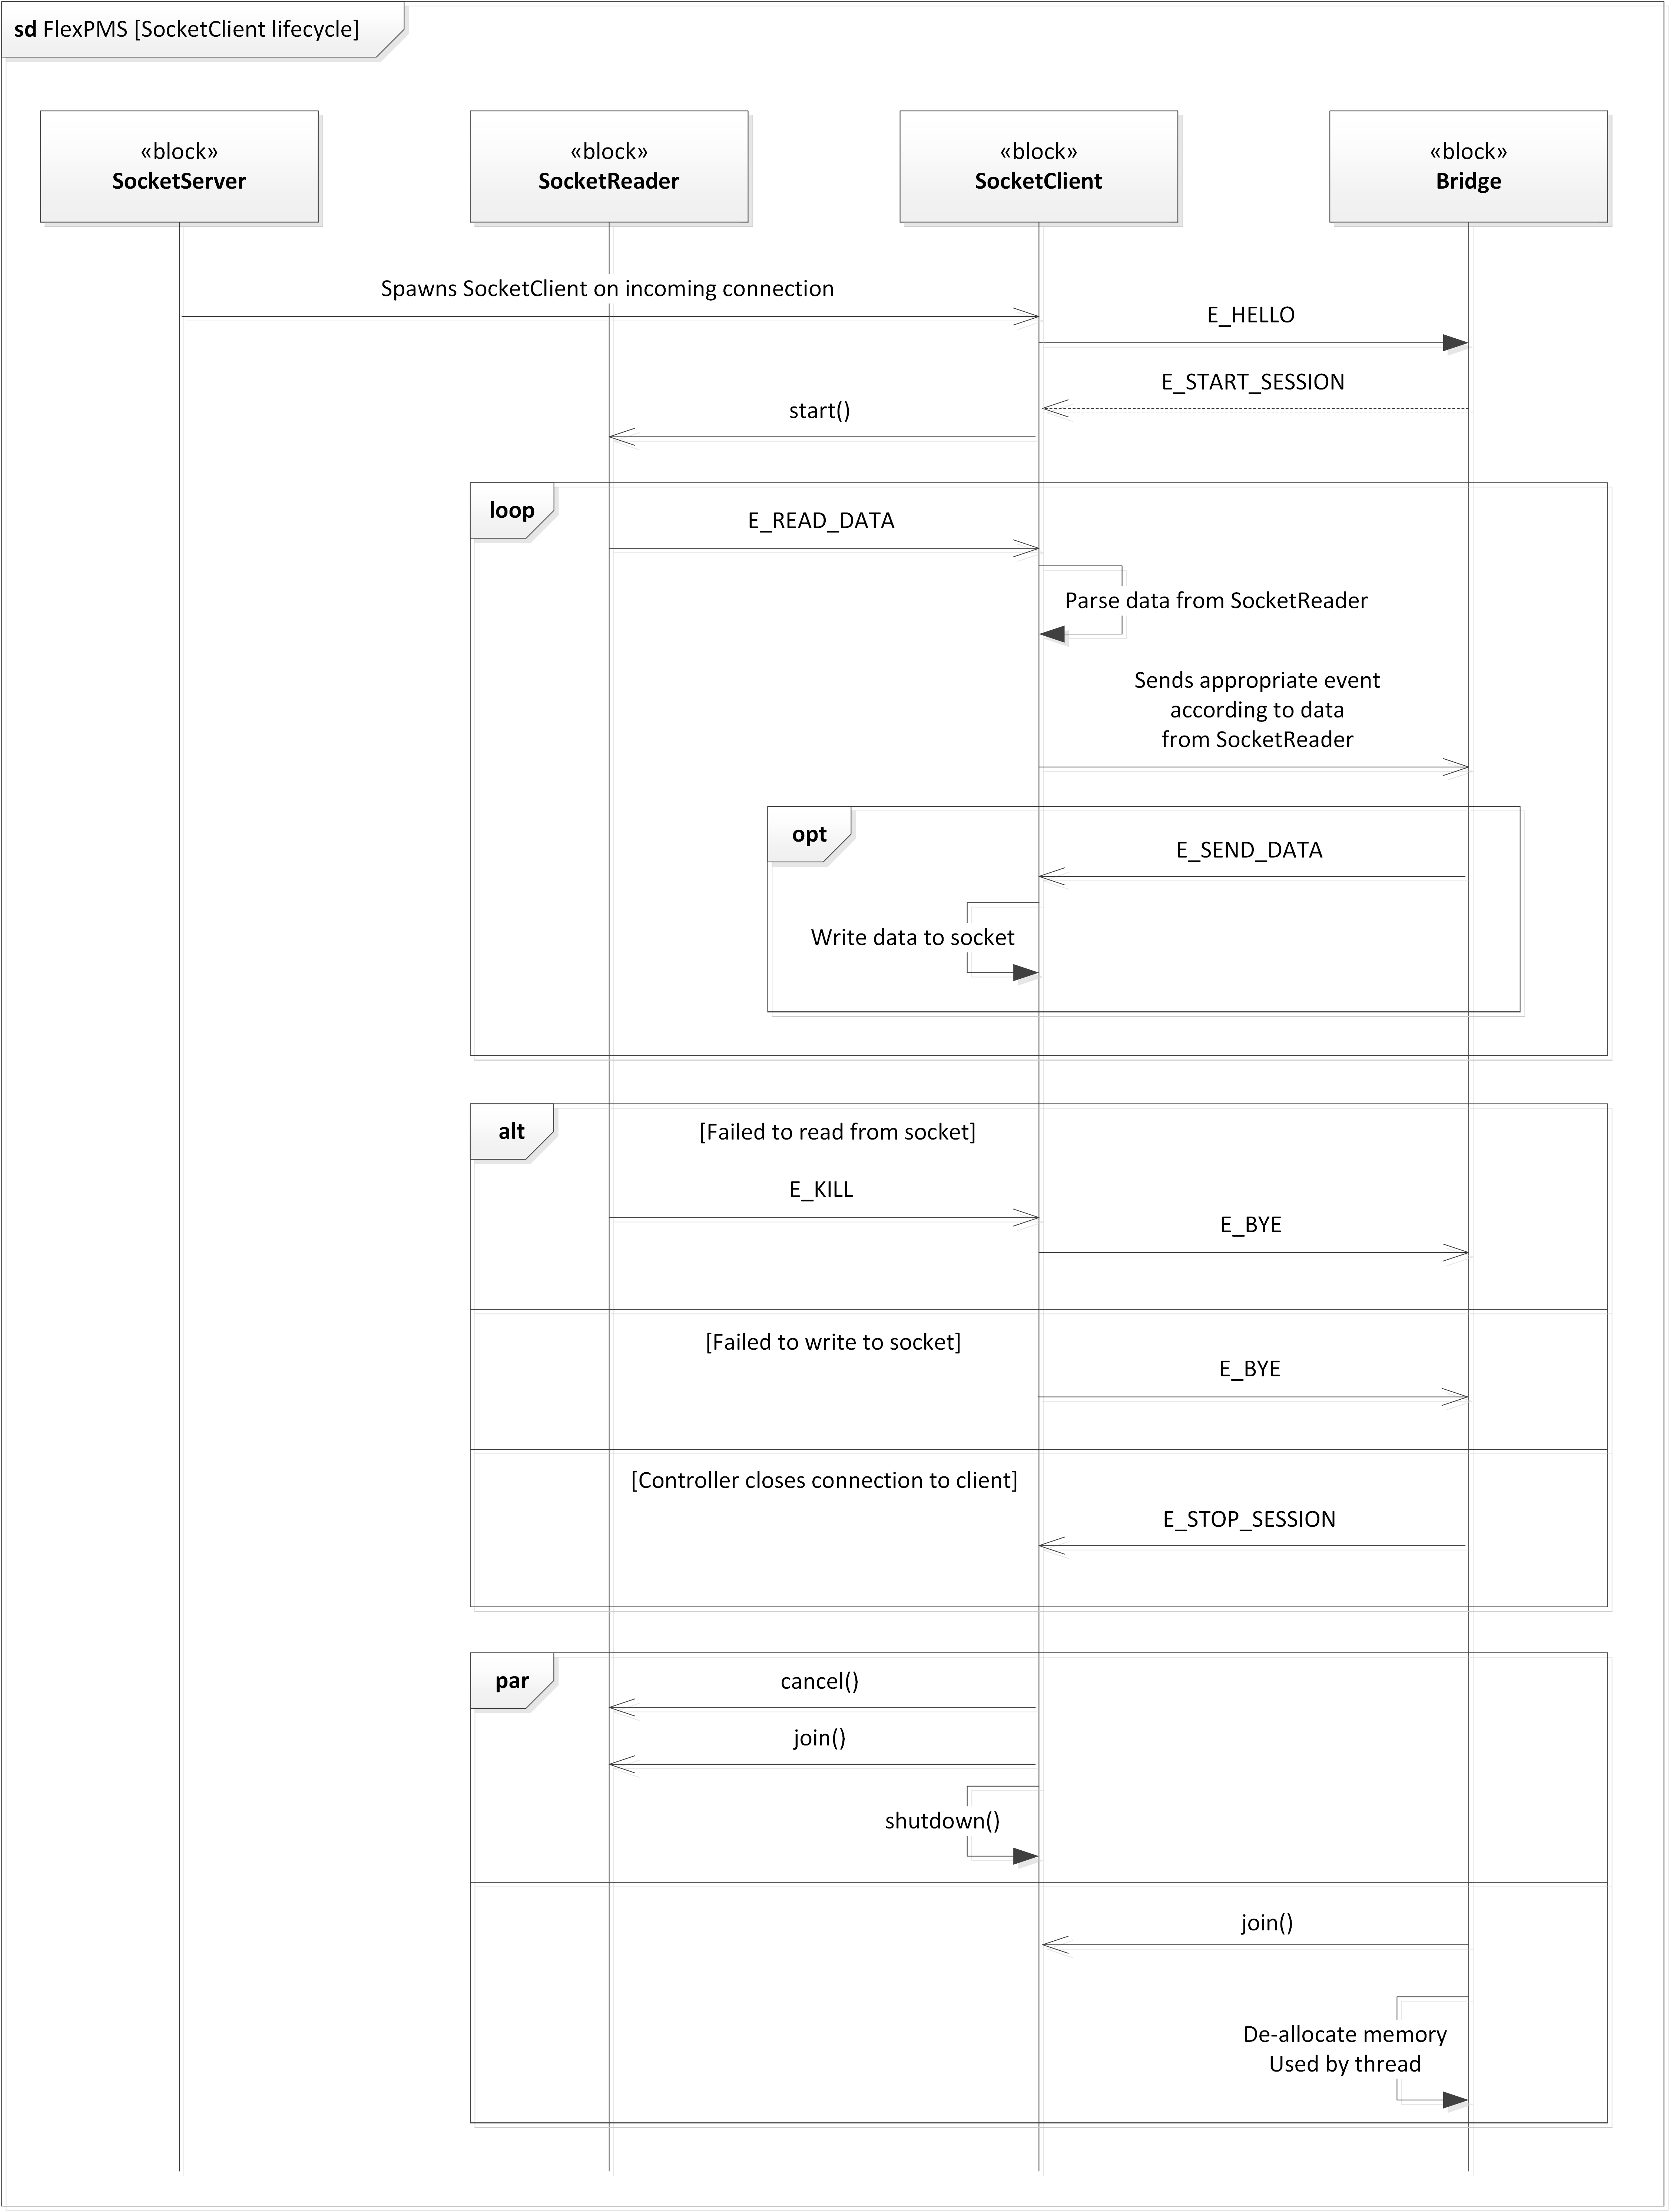 sd FlexPMS [SocketClient lifecycle]
«block»
SocketServer
«block»
SocketReader
«block»
SocketClient
«block»
Bridge
Spawns SocketClient on incoming connection
E_HELLO
E_START_SESSION
start()
loop
E_READ_DATA
Parse data from SocketReader
Sends appropriate event
according to data
from SocketReader
opt
E_SEND_DATA
Write data to socket
alt
[Failed to read from socket]
E_KILL
E_BYE
[Failed to write to socket]
E_BYE
[Controller closes connection to client]
E_STOP_SESSION
par
cancel()
join()
shutdown()
join()
De-allocate memory
Used by thread